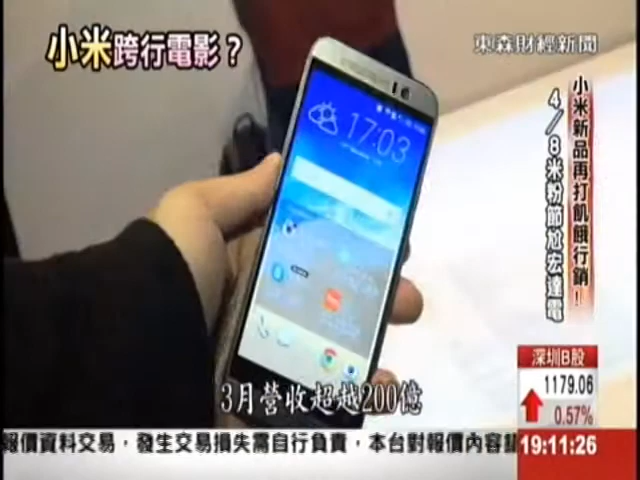 小米跨行電影？
東森財經新聞
小米新品再打飢餓行銷！
4／8米粉節尬宏達電
17:03
3月營收超越200億
深圳B股
1179.06
0.57%
報價資料交易，發生交易損失需自行負責，本台對報價內容
19:11:26